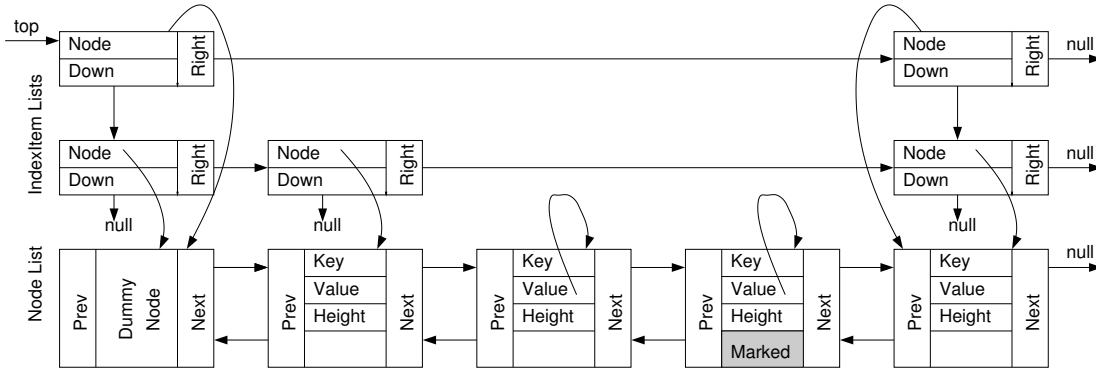 top
Node
Down
Right
Node
Down
Right
null
IndexItem Lists
Node
Down
Right
null
Node
Down
Right
null
Node
Down
Right
null
null
null
Node List
Prev
Dummy
Node
Next
Prev
Key
Value
Height
Next
Prev
Key
Value
Height
Next
Prev
Key
Value
Height
Marked
Next
Prev
Key
Value
Height
Next
null